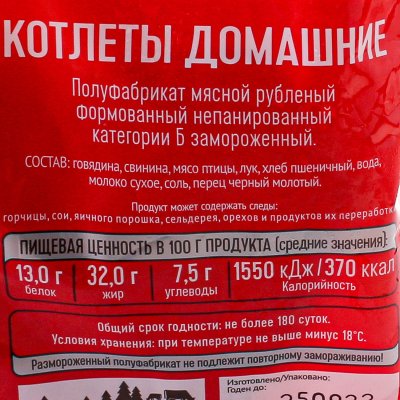 КОТЛЕТЫ ДОМАШНИЕ
Полуфабрикат мясной рубленый
формованный непанированный
категории Б замороженный.
СОСТАВ: говядина, свинина, мясо птицы, лук, хлеб пшеничный, вода,
молоко сухое, соль, перец черный молотый.
Продукт может содержать следы:
горчицы, сои, яичного порошка, сельдерея, орехов и продуктов их переработки
ПИЩЕВАЯ ЦЕННОСТЬ В 100 Г ПРОДУКТА (средние значения):
13,0 г 32,0 г 7,5 г 1550 кДж/370 ккал
белок жир углеводы Калорийность
Общий срок годности: не более 180 суток.
Условия хранения: при температуре не выше минус 18°С.
Размороженный полуфабрикат не подлежит повторному замораживанию!
Изготовлено/Упаковано:
Годен до: